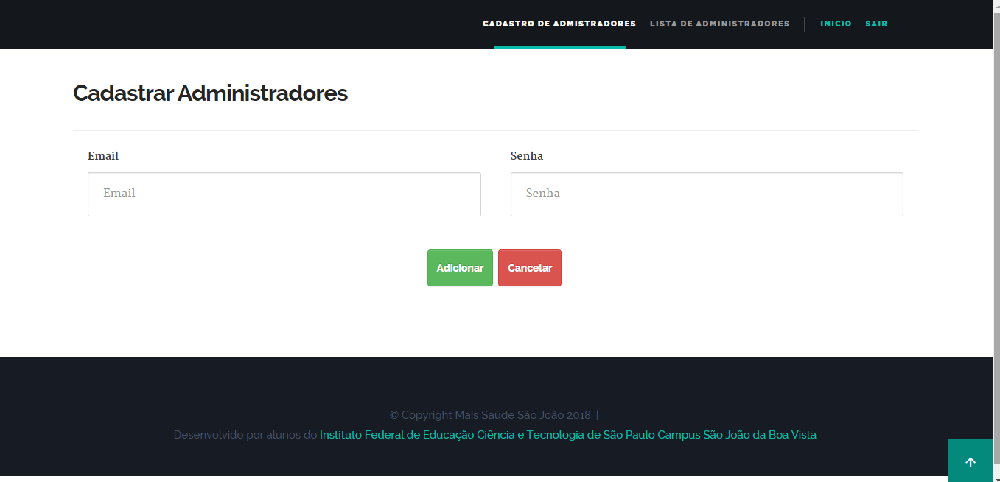 CADASTRO DE ADMISTRADORES LISTA DE ADMINISTRADORES INICIO SAIR
Cadastrar Administradores
Email Senha
Email Senha
Adicionar Cancelar
© Copyright Mais Saúde São João 2018. |
Desenvolvido por alunos do Instituto Federal de Educação Ciência e Tecnologia de São Paulo Campus São João da Boa Vista